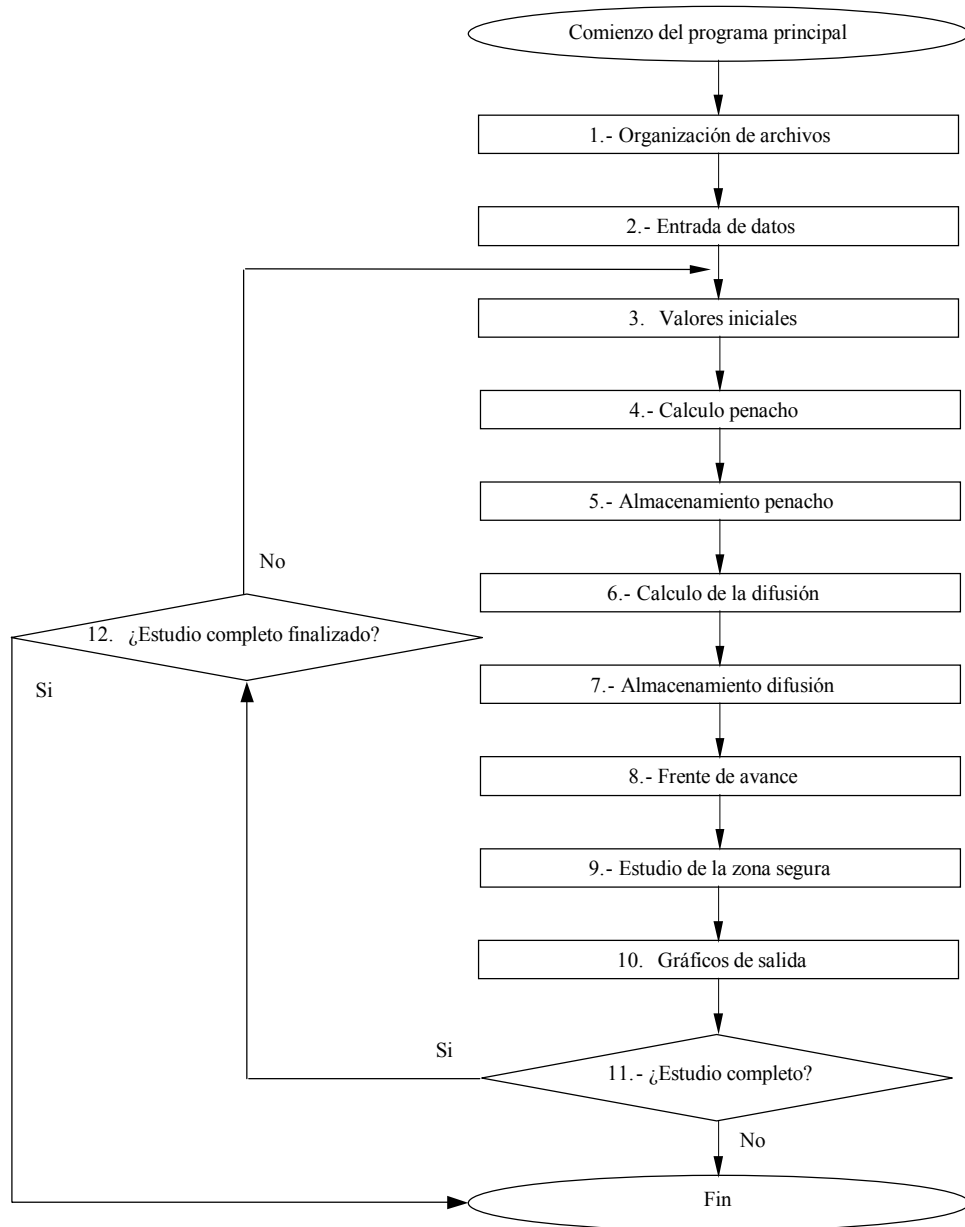 Comienzo del programa principal
1.- Organización de archivos
2.- Entrada de datos
3. Valores iniciales
4.- Calculo penacho
5.- Almacenamiento penacho
No
6.- Calculo de la difusión
12. ¿Estudio completo finalizado?
Si
7.- Almacenamiento difusión
8.- Frente de avance
9.- Estudio de la zona segura
10. Gráficos de salida
Si
11.- ¿Estudio completo?
No
Fin